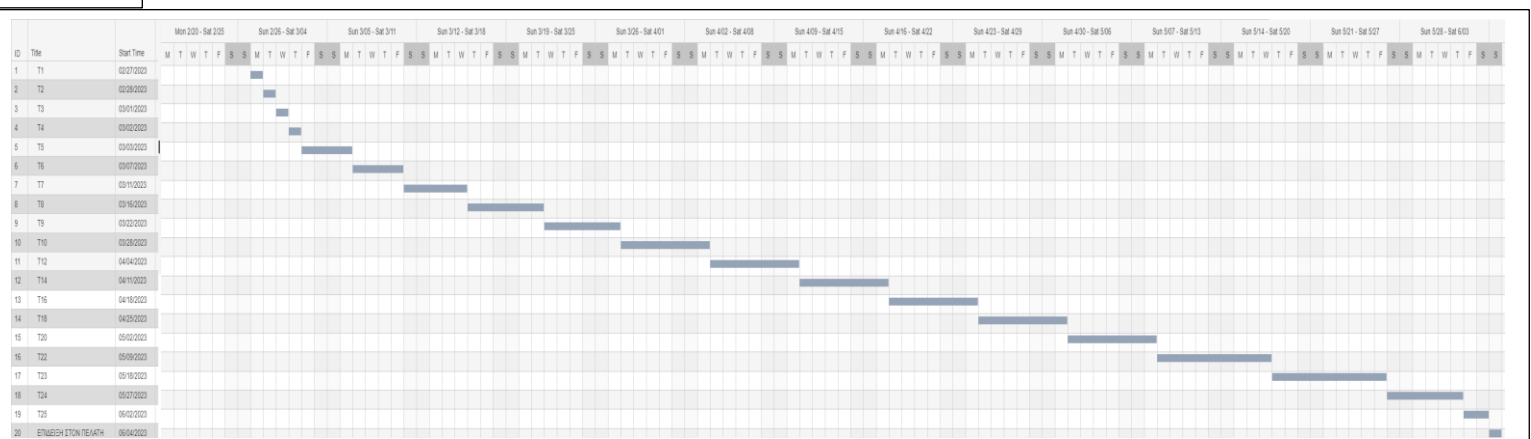 Mon 2/20 - Sat 2/25 Sun 2/26 - Sat 3/04 Sun 3/05 - Sat 3/11 Sun 3/12 - Sat 3/18 Sun 3/19 - Sat 3/25 Sun 3/26 - Sat 4/01 Sun 4/02 - Sat 4/08 Sun 4/09 - Sat 4/15 Sun 4/16 - Sat 4/22 Sun 4/23 - Sat 4/29 Sun 4/30 - Sat 5/06 Sun 5/07 - Sat 5/13 Sun 5/14 - Sat 5/20 Sun 5/21 - Sat 5/27 Sun 5/28 - Sat 6/03
ID Title Start Time M T W T F S S M T W T F S S M T W T F S S M T W T F S S M T W T F S S M T W T F S S M T W T F S S M T W T F S S M T W T F S S M T W T F S S M T W T F S S M T W T F S S M T W T F S S M T W T F S S M T W T F S S
1 T1 02/27/2023
2 T2 02/28/2023
3 T3 03/01/2023
4 T4 03/02/2023
5 T5 03/03/2023
6 T6 03/07/2023
7 T7 03/11/2023
8 T8 03/16/2023
9 T9 03/22/2023
10 T10 03/28/2023
11 T12 04/04/2023
12 T14 04/11/2023
13 T16 04/18/2023
14 T18 04/25/2023
15 T20 05/02/2023
16 T22 05/09/2023
17 T23 05/18/2023
18 T24 05/27/2023
19 T25 06/02/2023
20 ΕΠΙΔΕΙΞΗ ΣΤΟΝ ΠΕΛΑΤΗ 06/04/2023